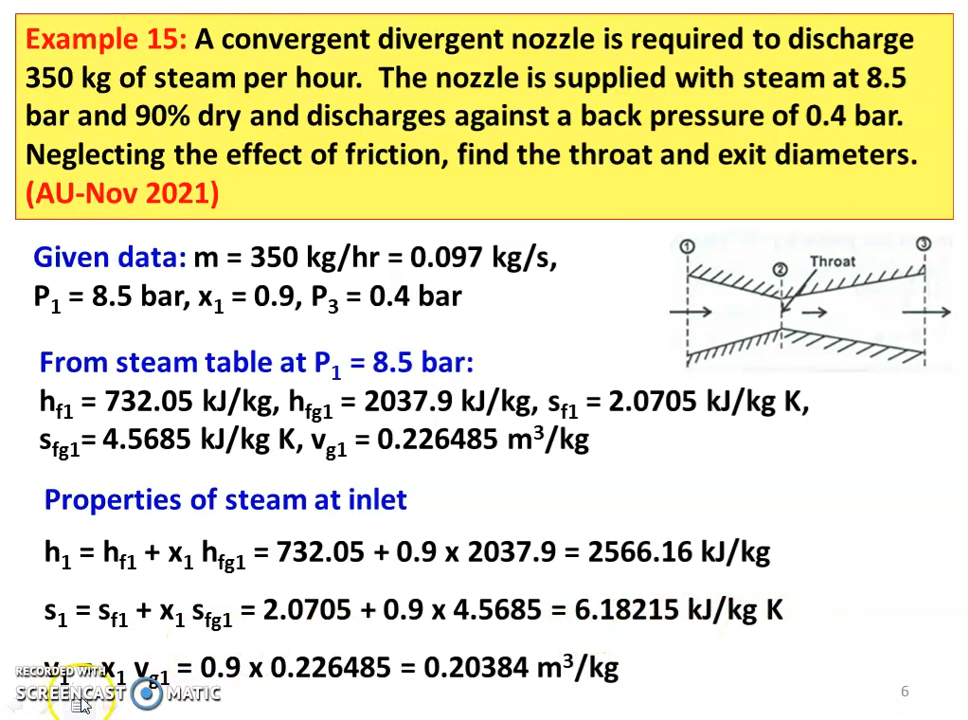 Example 15: A convergent divergent nozzle is required to discharge
350 kg of steam per hour. The nozzle is supplied with steam at 8.5
bar and 90% dry and discharges against a back pressure of 0.4 bar.
Neglecting the effect of friction, find the throat and exit diameters.
(AU-Nov 2021)
Given data: m = 350 kg/hr = 0.097 kg/s,
P1 = 8.5 bar, x1 = 0.9, P3 = 0.4 bar
1
2
3
Throat
From steam table at P1 = 8.5 bar:
hf1 = 732.05 kJ/kg, hfg1 = 2037.9 kJ/kg, sf1 = 2.0705 kJ/kg K,
sfg1= 4.5685 kJ/kg K, vg1 = 0.226485 m³/kg
Properties of steam at inlet
h1 = hf1 + x1 hfg1 = 732.05 + 0.9 x 2037.9 = 2566.16 kJ/kg
s1 = sf1 + x1 sfg1 = 2.0705 + 0.9 x 4.5685 = 6.18215 kJ/kg K
v1 = x1 vg1 = 0.9 x 0.226485 = 0.20384 m³/kg
RECORDED WITH
SCREENCAST MATIC
6